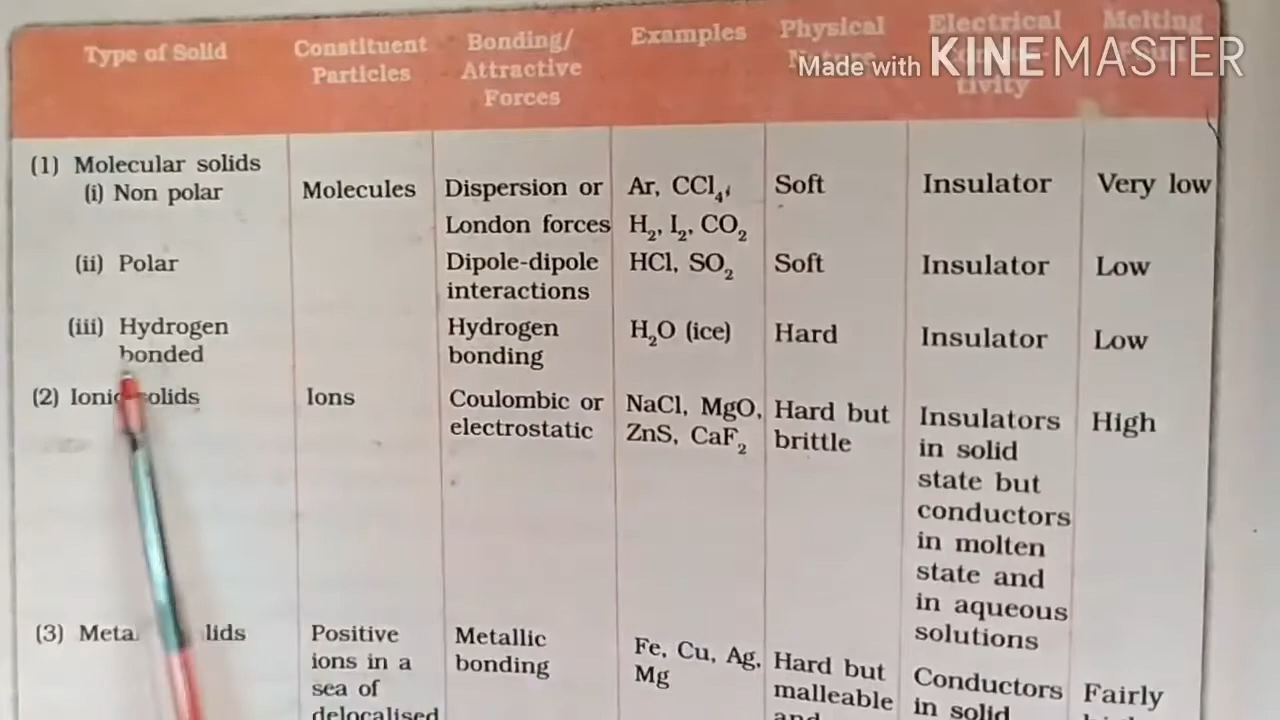 Type of Solid
Constituent
Particles
Bonding/
Attractive
Forces
Examples
Physical
Electrical
tivity
Melting
Made with KINEMASTER
(1) Molecular solids
(i) Non polar
Molecules
Dispersion or
London forces
Ar, CCl₄,
H₂, I₂, CO₂
Soft
Insulator
Very low
(ii) Polar
Dipole-dipole
interactions
HCl, SO₂
Soft
Insulator
Low
(iii) Hydrogen
bonded
Hydrogen
bonding
H₂O (ice)
Hard
Insulator
Low
(2) Ionic solids
Ions
Coulombic or
electrostatic
NaCl, MgO,
ZnS, CaF₂
Hard but
brittle
Insulators
in solid
state but
conductors
in molten
state and
in aqueous
solutions
High
(3)
Positive
ions in a
sea of
delocalised
Metallic
bonding
Fe, Cu, Ag,
Mg
Hard but
malleable
and
Conductors
in solid
Fairly